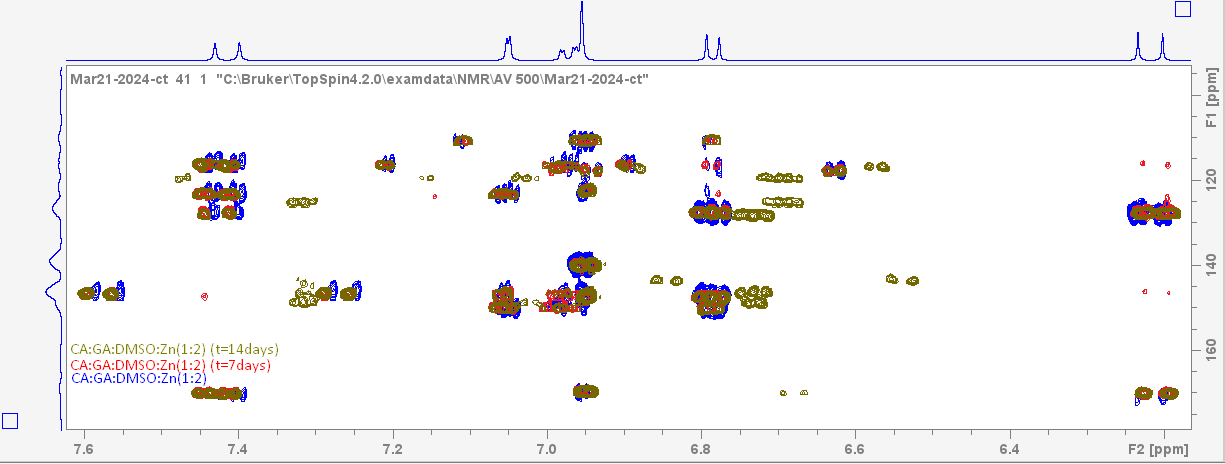 Mar21-2024-ct 41 1 "C:\Bruker\TopSpin4.2.0\examdata\NMR\AV 500\Mar21-2024-ct"
F1 [ppm]
120
140
160
CA:GA:DMSO:Zn(1:2) (t=14days)
CA:GA:DMSO:Zn(1:2) (t=7days)
CA:GA:DMSO:Zn(1:2)
7.6 7.4 7.2 7.0 6.8 6.6 6.4 F2 [ppm]